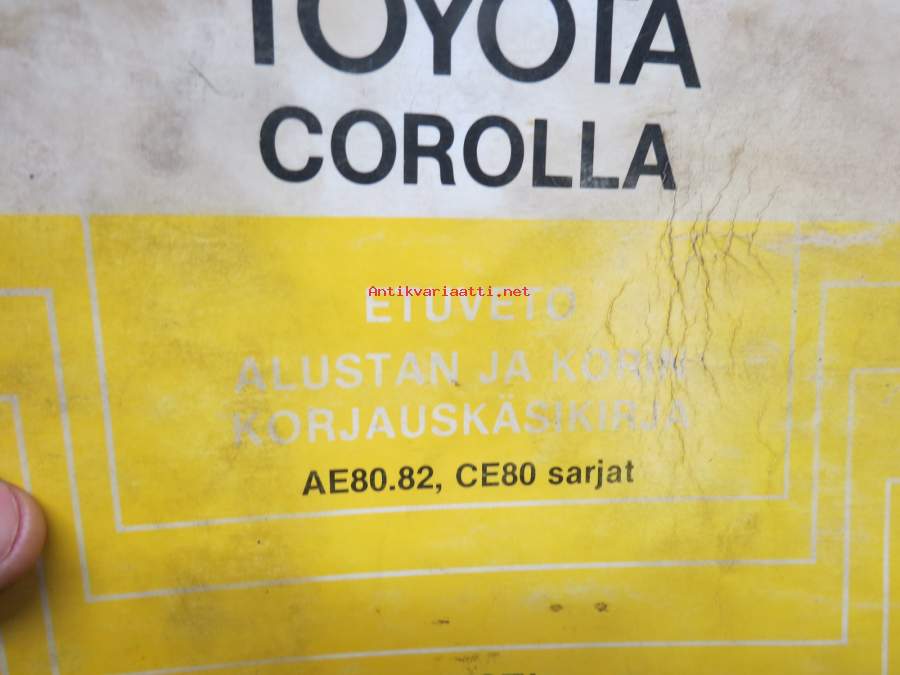 TOYOTA
COROLLA
Antikvariaatti.net
ETUVETO
ALUSTAN JA KORIN
KORJAUSKÄSIKIRJA
AE80.82, CE80 sarjat